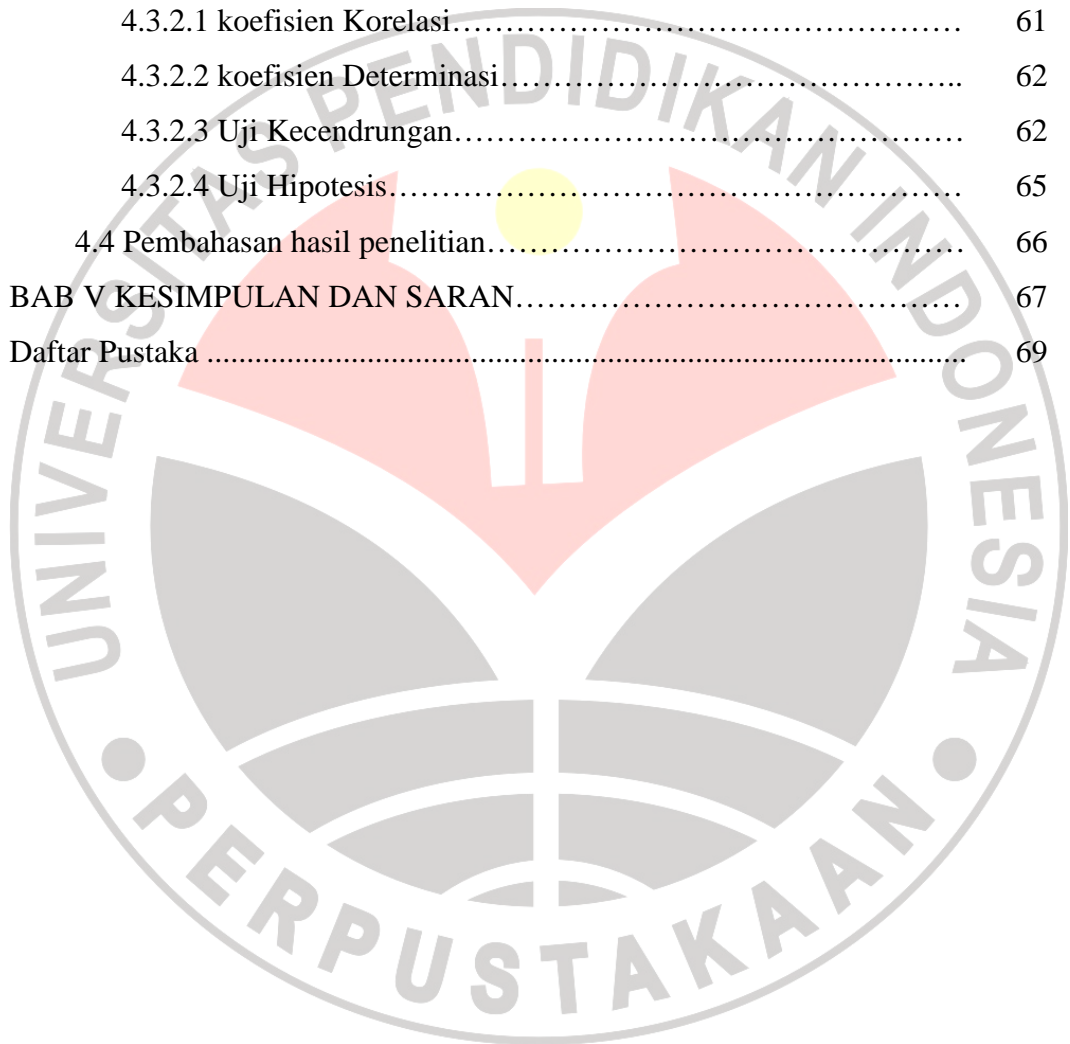 4.3.2.1 koefisien Korelasi…………………………………………… 61
4.3.2.2 koefisien Determinasi……………………………………….. 62
4.3.2.3 Uji Kecendrungan…………………………………………… 62
4.3.2.4 Uji Hipotesis………………………………………………… 65
4.4 Pembahasan hasil penelitian………………………………………… 66
BAB V KESIMPULAN DAN SARAN……………………………………… 67
Daftar Pustaka ........................................................................................................................ 69
UNIVERSITAS PENDIDIKAN INDONESIA
PERPUSTAKAAN